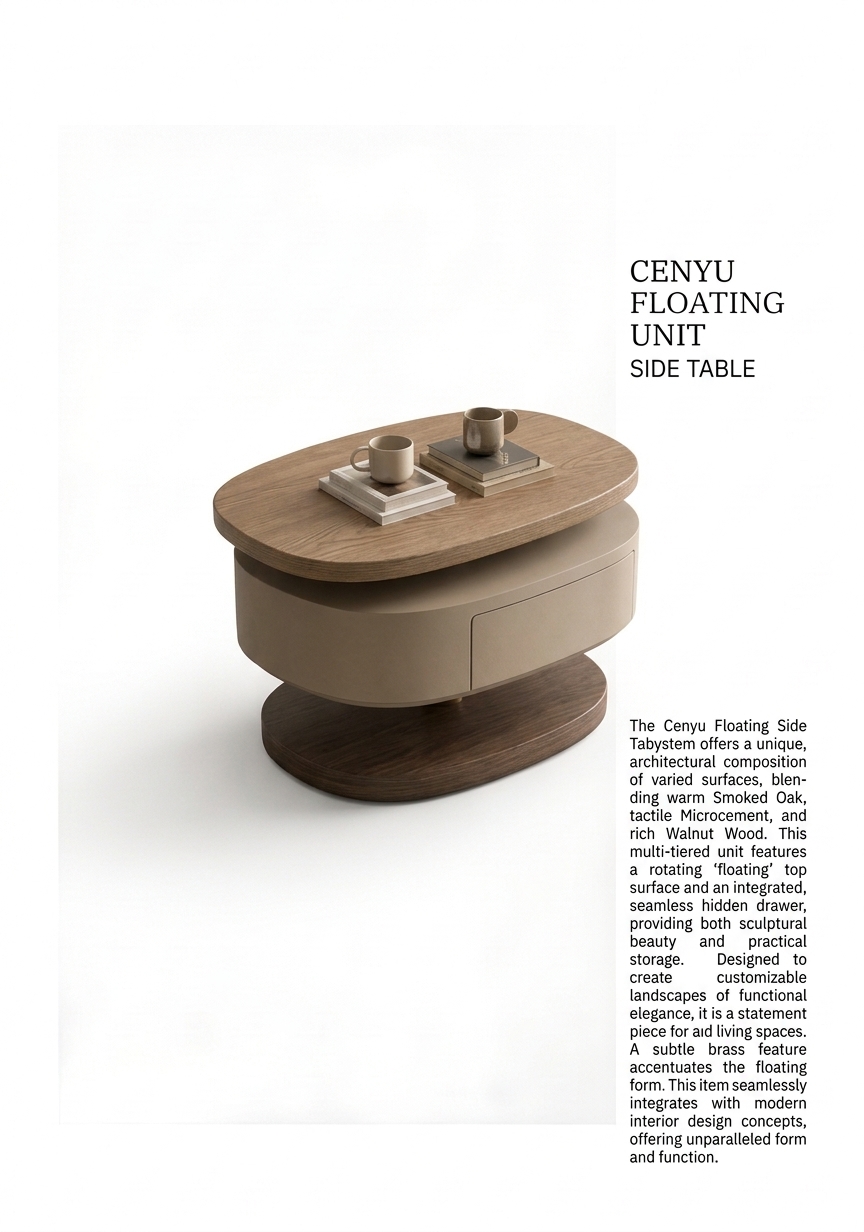 CENYU
FLOATING
UNIT
SIDE TABLE
The Cenyu Floating Side
Tabystem offers a unique,
architectural composition
of varied surfaces, blen-
ding warm Smoked Oak,
tactile Microcement, and
rich Walnut Wood. This
multi-tiered unit features
a rotating ‘floating’ top
surface and an integrated,
seamless hidden drawer,
providing both sculptural
beauty and practical
storage. Designed to
create customizable
landscapes of functional
elegance, it is a statement
piece for aıd living spaces.
A subtle brass feature
accentuates the floating
form. This item seamlessly
integrates with modern
interior design concepts,
offering unparalleled form
and function.